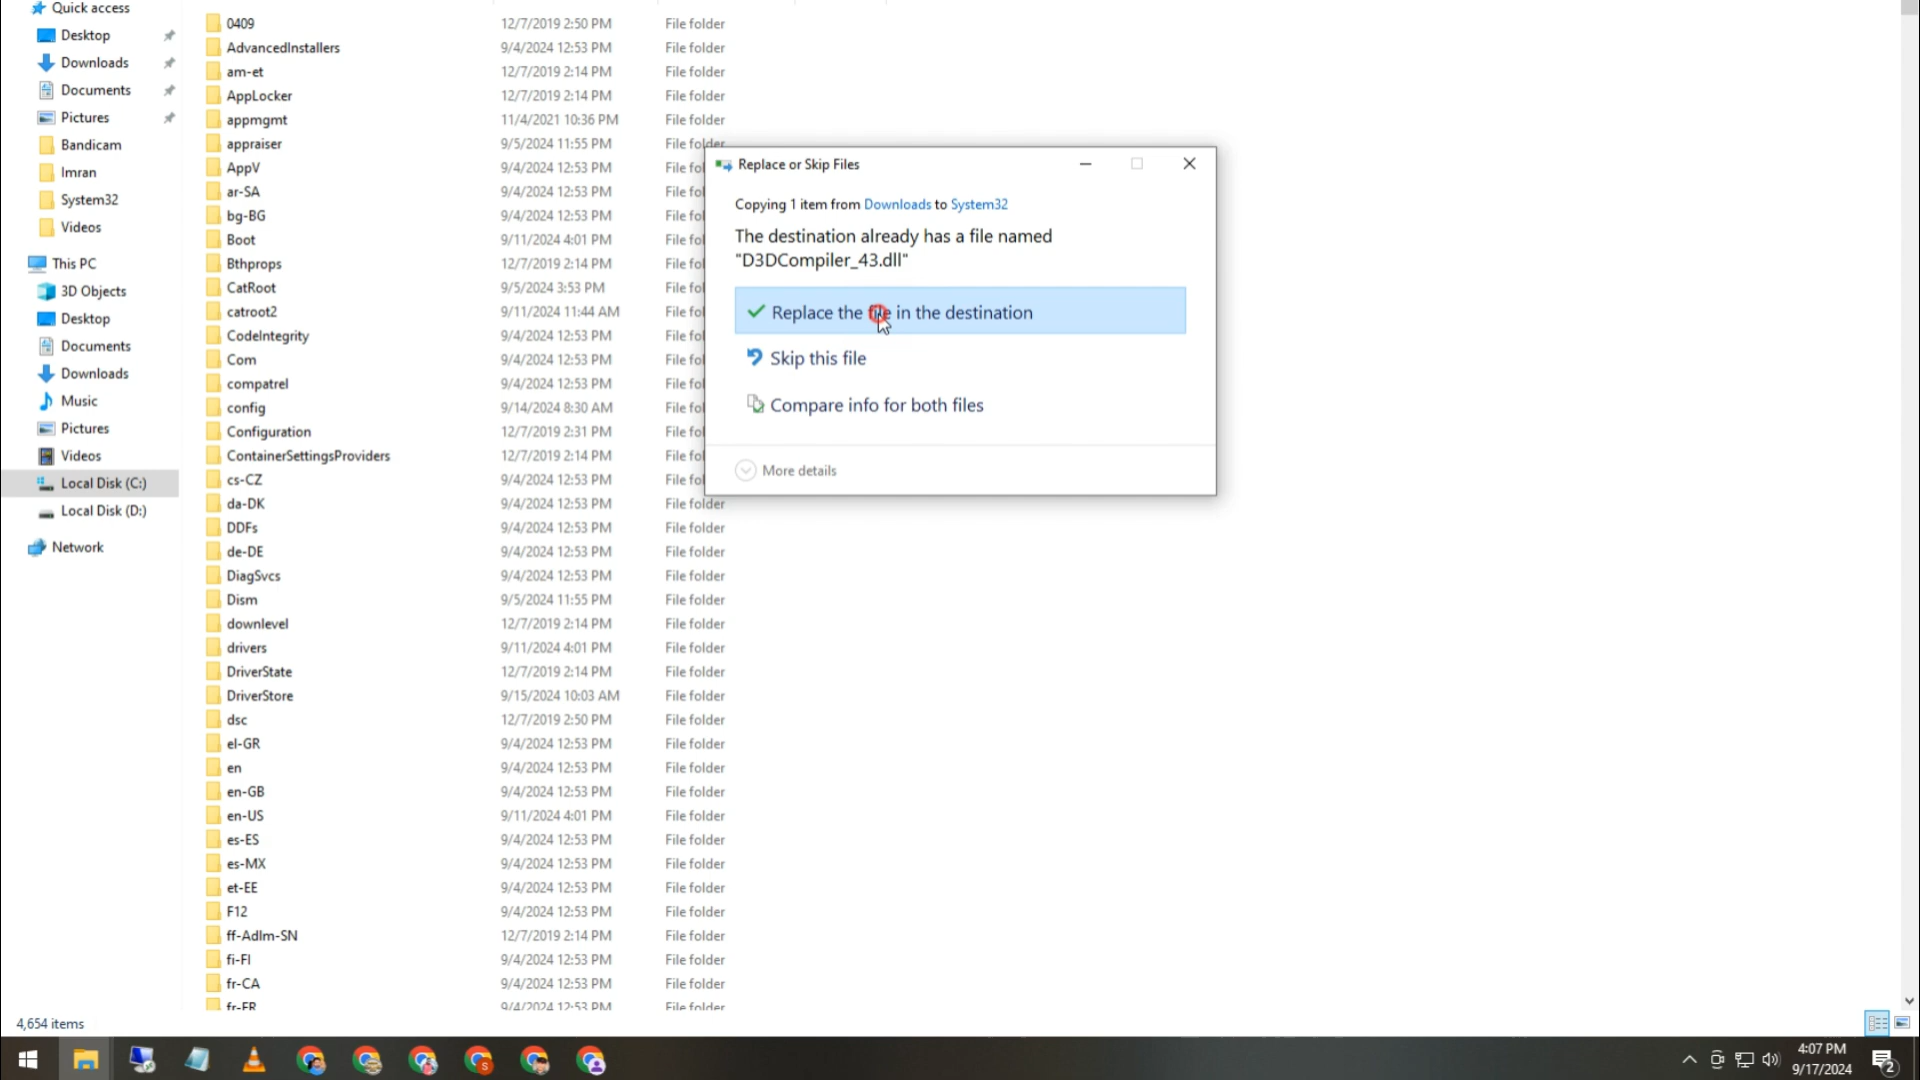 Quick access
Desktop
Downloads
Documents
Pictures
Bandicam
Imran
System32
Videos
This PC
3D Objects
Desktop
Documents
Downloads
Music
Pictures
Videos
Local Disk (C:)
Local Disk (D:)
Network
0409 12/7/2019 2:50 PM File folder
AdvancedInstallers 9/4/2024 12:53 PM File folder
am-et 12/7/2019 2:14 PM File folder
AppLocker 12/7/2019 2:14 PM File folder
appmgmt 11/4/2021 10:36 PM File folder
appraiser 9/5/2024 11:55 PM File folder
AppV 9/4/2024 12:53 PM File fol
ar-SA 9/4/2024 12:53 PM File fol
bg-BG 9/4/2024 12:53 PM File fol
Boot 9/11/2024 4:01 PM File fol
Bthprops 12/7/2019 2:14 PM File fol
CatRoot 9/5/2024 3:53 PM File fol
catroot2 9/11/2024 11:44 AM File fol
CodeIntegrity 9/4/2024 12:53 PM File fol
Com 9/4/2024 12:53 PM File fol
compatrel 9/4/2024 12:53 PM File fol
config 9/14/2024 8:30 AM File fol
Configuration 12/7/2019 2:31 PM File fol
ContainerSettingsProviders 12/7/2019 2:14 PM File fol
cs-CZ 9/4/2024 12:53 PM File fol
da-DK 9/4/2024 12:53 PM File folder
DDFs 9/4/2024 12:53 PM File folder
de-DE 9/4/2024 12:53 PM File folder
DiagSvcs 9/4/2024 12:53 PM File folder
Dism 9/5/2024 11:55 PM File folder
downlevel 12/7/2019 2:14 PM File folder
drivers 9/11/2024 4:01 PM File folder
DriverState 12/7/2019 2:14 PM File folder
DriverStore 9/15/2024 10:03 AM File folder
dsc 12/7/2019 2:50 PM File folder
el-GR 9/4/2024 12:53 PM File folder
en 9/4/2024 12:53 PM File folder
en-GB 9/4/2024 12:53 PM File folder
en-US 9/11/2024 4:01 PM File folder
es-ES 9/4/2024 12:53 PM File folder
es-MX 9/4/2024 12:53 PM File folder
et-EE 9/4/2024 12:53 PM File folder
F12 9/4/2024 12:53 PM File folder
ff-Adlm-SN 12/7/2019 2:14 PM File folder
fi-FI 9/4/2024 12:53 PM File folder
fr-CA 9/4/2024 12:53 PM File folder
fr-FR 9/4/2024 12:53 PM File folder
Replace or Skip Files
Copying 1 item from Downloads to System32
The destination already has a file named
"D3DCompiler_43.dll"
Replace the file in the destination
Skip this file
Compare info for both files
More details
4,654 items
S
4:07 PM
9/17/2024
2